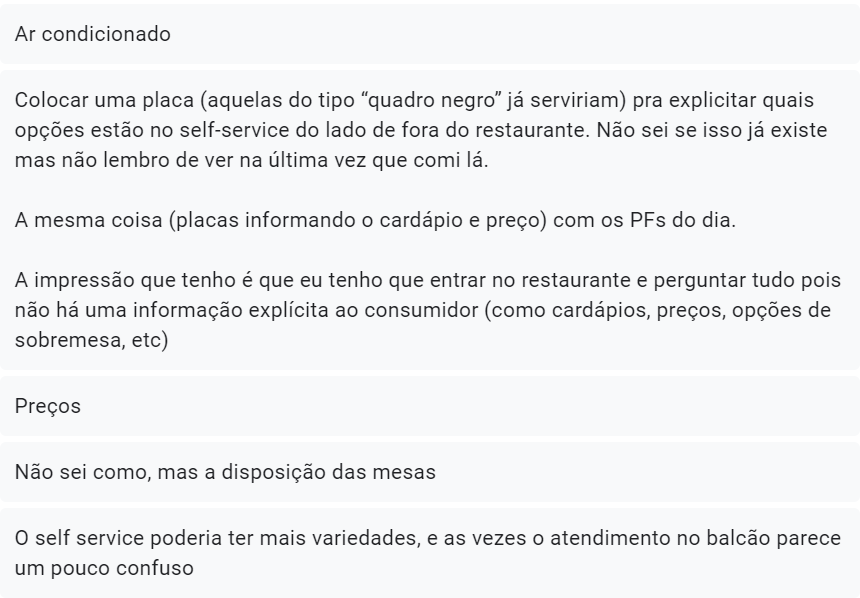 Ar condicionado
Colocar uma placa (aquelas do tipo “quadro negro” já serviriam) pra explicitar quais
opções estão no self-service do lado de fora do restaurante. Não sei se isso já existe
mas não lembro de ver na última vez que comi lá.
A mesma coisa (placas informando o cardápio e preço) com os PFs do dia.
A impressão que tenho é que eu tenho que entrar no restaurante e perguntar tudo pois
não há uma informação explícita ao consumidor (como cardápios, preços, opções de
sobremesa, etc)
Preços
Não sei como, mas a disposição das mesas
O self service poderia ter mais variedades, e as vezes o atendimento no balcão parece
um pouco confuso